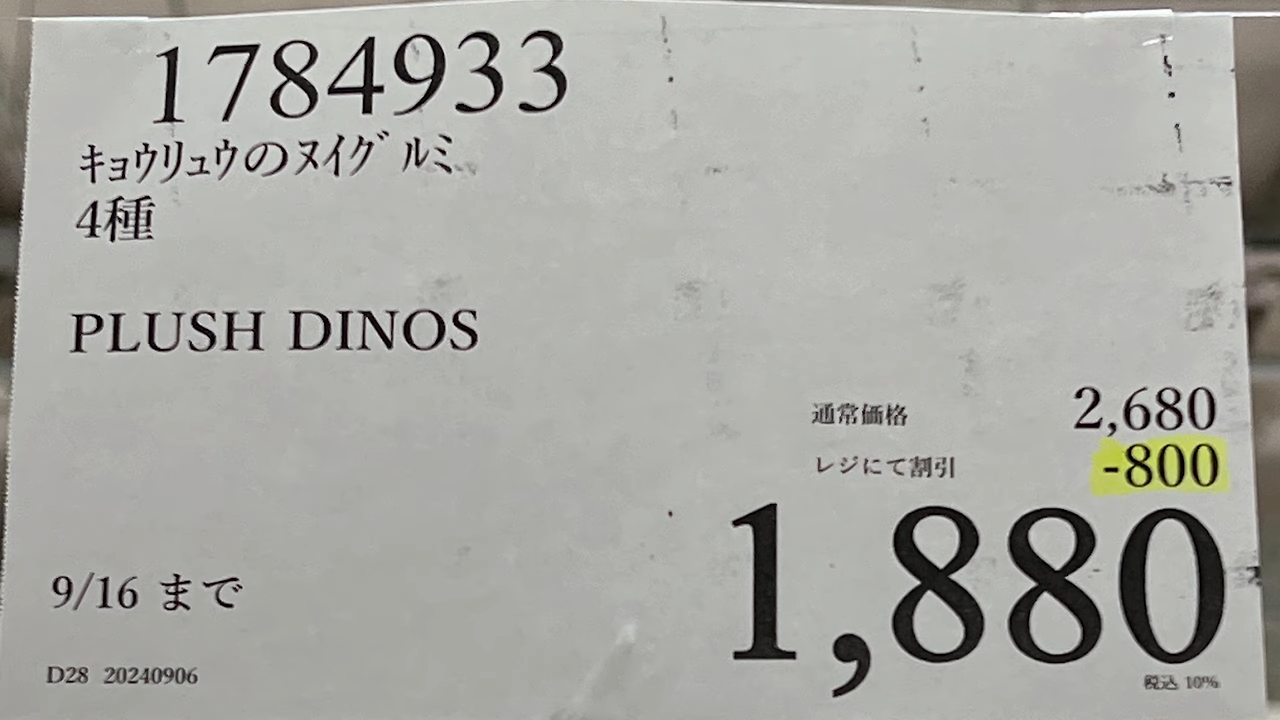 1784933
ｷｮｳﾘｭｳのﾇｲｸﾞﾙﾐ
4種
PLUSH DINOS
通常価格 2,680
レジにて割引 -800
1,880
税込 10%
9/16 まで
D28 20240906